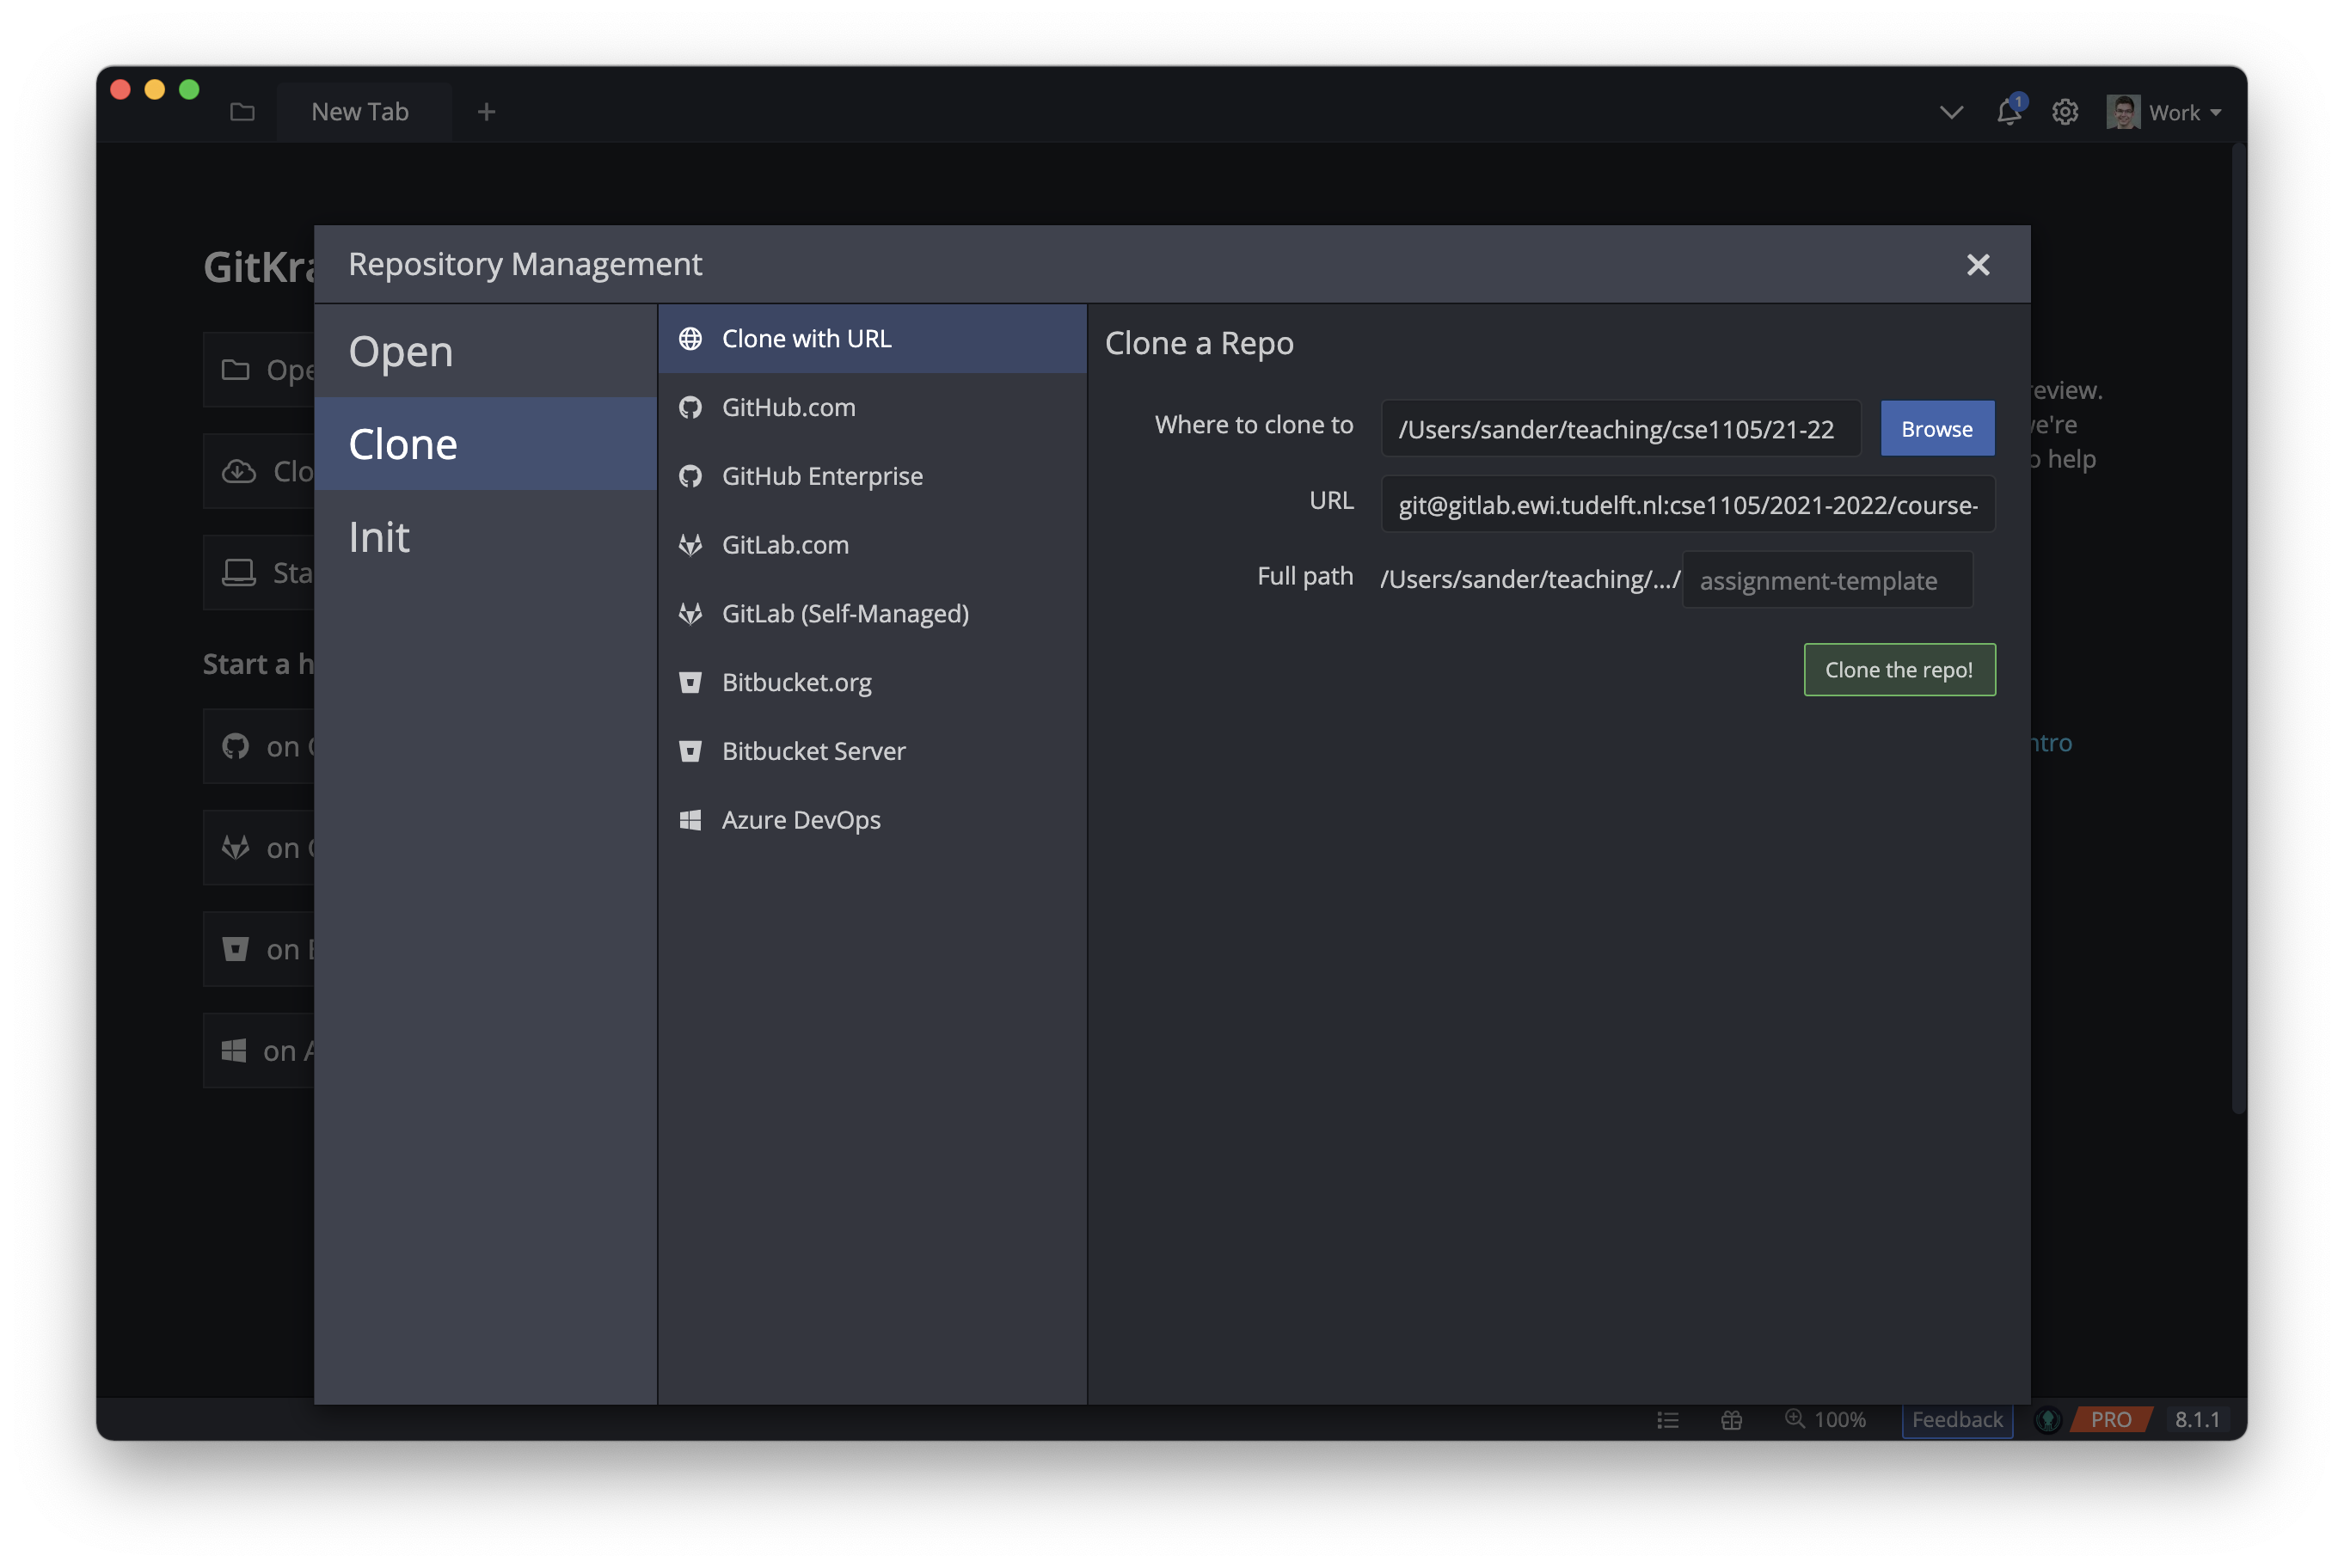 New Tab
1
Work
GitKra
Repository Management
Open
Clone
Init
Clone with URL
GitHub.com
GitHub Enterprise
GitLab.com
GitLab (Self-Managed)
Bitbucket.org
Bitbucket Server
Azure DevOps
Clone a Repo
Where to clone to
/Users/sander/teaching/cse1105/21-22
Browse
URL
git@gitlab.ewi.tudelft.nl:cse1105/2021-2022/course-
Full path
/Users/sander/teaching/.../
assignment-template
Clone the repo!
Ope
Clo
Sta
Start a h
on
on
on
on
eview.
e're
help
ntro
100%
Feedback
PRO
8.1.1